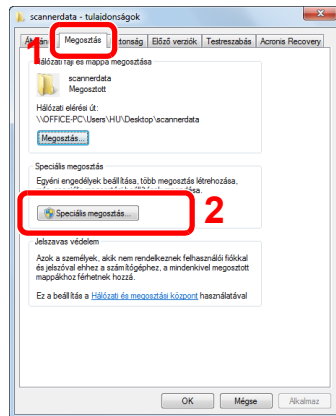 scannerdata - tulajdonságok
1
Megosztás
Előző verziók
Testreszabás
Acronis Recovery
Hálózati fájl és mappa megosztása
scannerdata
Megosztott
Hálózati elérési út:
\\OFFICE-PC\Users\HU\Desktop\scannerdata
Megosztás...
Speciális megosztás
Egyéni engedélyek beállítása, több megosztás létrehozása,
Speciális megosztás...
2
Jelszavas védelem
Azok a személyek, akik nem rendelkeznek felhasználói fiókkal
és jelszóval ehhez a számítógéphez, a mindenkivel megosztott
mappákhoz férhetnek hozzá.
Ez a beállítás a Hálózati és megosztási központ használatával
OK
Mégse
Alkalmaz